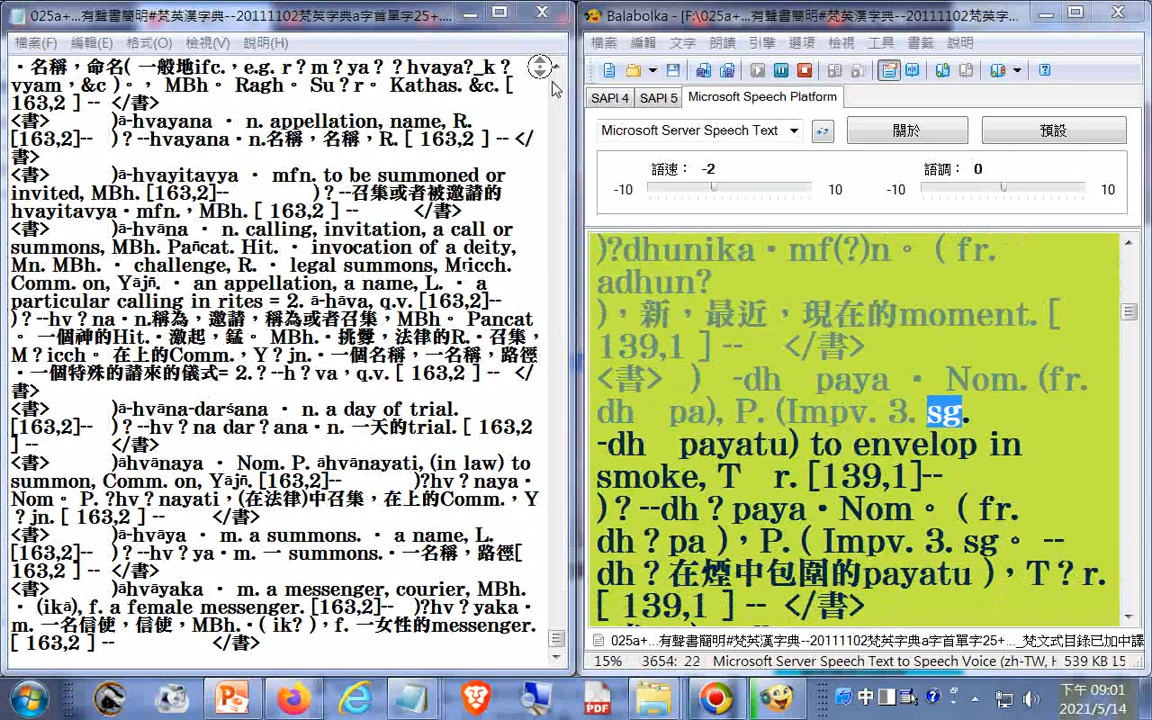 025a+...有聲書簡明#梵英漢字典--20111102梵英字典a字首單字25+...
檔案(F) 編輯(E) 格式(O) 檢視(V) 說明(H)
‧名稱，命名( 一般地ifc.，e.g. r？m？ya？？hvaya?_k？
vyam，&c )。， MBh。 Ragh。 Su？r。 Kathas. &c. [
163,2 ] -- </書>
<書> )ā-hvayana ‧ n. appellation, name, R.
[163,2]-- )？--hvayana‧n.名稱，名稱，R. [ 163,2 ] -- </
書>
<書> )ā-hvayitavya ‧ mfn. to be summoned or
invited, MBh. [163,2]-- )？--召集或者被邀請的
hvayitavya‧mfn.，MBh. [ 163,2 ] -- </書>
<書> )ā-hvāna ‧ n. calling, invitation, a call or
summons, MBh. Pañcat. Hit. ‧ invocation of a deity,
Mn. MBh. ‧ challenge, R. ‧ legal summons, Mṛicch.
Comm. on, Yājñ. ‧ an appellation, a name, L. ‧ a
particular calling in rites = 2. ā-hāva, q.v. [163,2]--
)？--hv？na‧n.稱為，邀請，稱為或者召集，MBh。 Pancat
。 一個神的Hit.‧激起，錳。 MBh.‧挑釁，法律的R.‧召集，
M？icch。 在上的Comm.，Y？jn.‧一個名稱，一名稱，路徑
‧一個特殊的請來的儀式= 2.？--h？va，q.v. [ 163,2 ] -- </
書>
<書> )ā-hvāna-darśana ‧ n. a day of trial.
[163,2]-- )？--hv？na dar？ana‧n. 一天的trial. [ 163,2
] -- </書>
<書> )āhvānaya ‧ Nom. P. āhvānayati, (in law) to
summon, Comm. on, Yājñ. [163,2]-- )?hv？naya‧
Nom。 P. ?hv？nayati，(在法律)中召集，在上的Comm.，Y
？jn. [ 163,2 ] -- </書>
<書> )ā-hvāya ‧ m. a summons. ‧ a name, L.
[163,2]-- )？--hv？ya‧m. 一 summons.‧一名稱，路徑[
163,2 ] -- </書>
<書> )āhvāyaka ‧ m. a messenger, courier, MBh.
‧ (ikā), f. a female messenger. [163,2]-- )?hv？yaka‧
m. 一名信使，信使，MBh.‧( ik？)，f. 一女性的messenger.
[ 163,2 ] -- </書>
Balabolka - [F:\025a+...有聲書簡明#梵英漢字典--20111102梵英字...
檔案 編輯 文字 朗讀 引擎 選項 檢視 工具 書籤 說明
SAPI 4 SAPI 5 Microsoft Speech Platform
Microsoft Server Speech Text 關於 預設
語速： -2 語調： 0
-10 10 -10 10
)?dhunika‧mf(?)n。( fr.
adhun?
)，新，最近，現在的moment. [
139,1 ] -- </書>
<書> ) -dh paya ‧ Nom. (fr.
dh pa), P. (Impv. 3. sg.
-dh payatu) to envelop in
smoke, T r. [139,1]--
)？--dh？paya‧Nom。( fr.
dh？pa )，P. ( Impv. 3. sg。 --
dh？在煙中包圍的payatu )，T？r.
[ 139,1 ] -- </書>
025a+...有聲書簡明#梵英漢字典--20111102梵英字典a字首單字25+..._梵文式目錄已加中譯
15% 3654: 22 Microsoft Server Speech Text to Speech Voice (zh-TW, H 539 KB 15
中
下午 09:01
2021/5/14